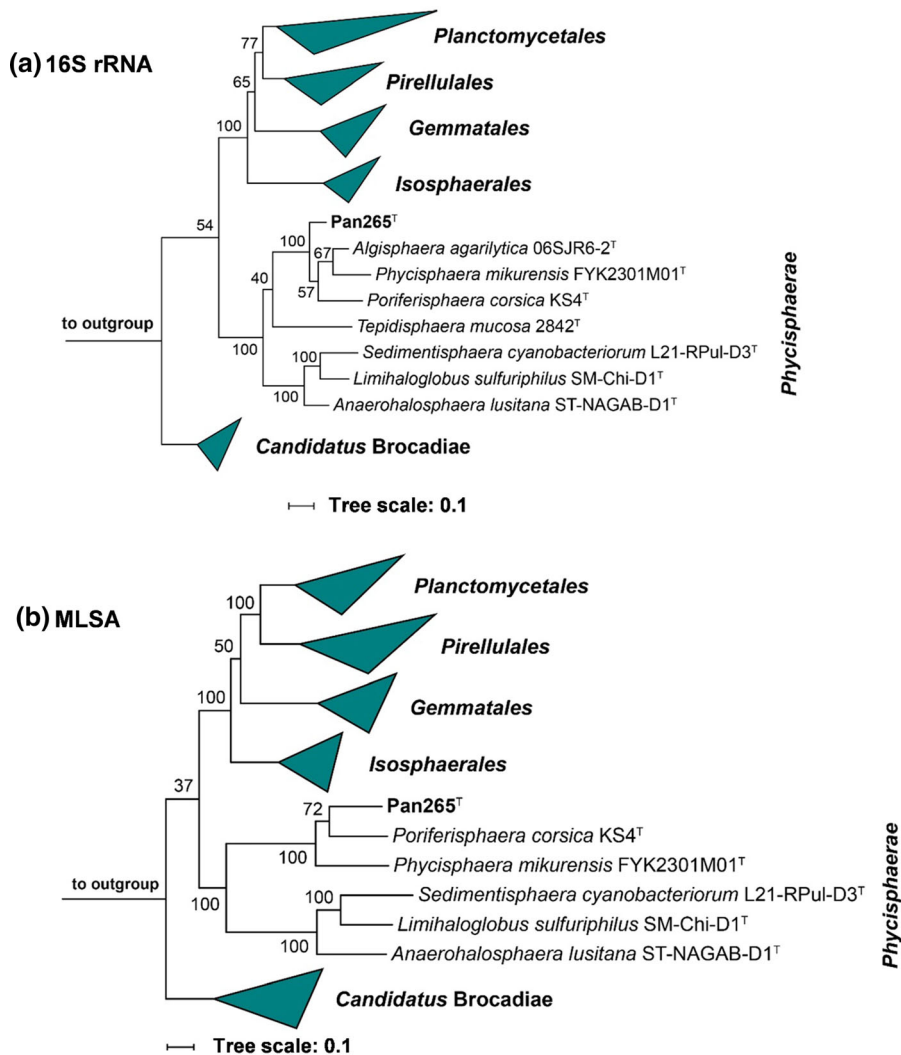 (a) 16S rRNA
Planctomycetales
77
Pirellulales
65
Gemmatales
100
Isosphaerales
54
Pan265ᵀ
100
Algisphaera agarilytica 06SJR6-2ᵀ
67
Phycisphaera mikurensis FYK2301M01ᵀ
40
57
Poriferisphaera corsica KS4ᵀ
to outgroup
Tepidisphaera mucosa 2842ᵀ
100
Sedimentisphaera cyanobacteriorum L21-RPul-D3ᵀ
100
Limihaloglobus sulfuriphilus SM-Chi-D1ᵀ
100
Anaerohalosphaera lusitana ST-NAGAB-D1ᵀ
Phycisphaerae
Candidatus Brocadiae
Tree scale: 0.1
(b) MLSA
Planctomycetales
100
Pirellulales
50
Gemmatales
100
Isosphaerales
37
Pan265ᵀ
72
Poriferisphaera corsica KS4ᵀ
100
Phycisphaera mikurensis FYK2301M01ᵀ
to outgroup
100
Sedimentisphaera cyanobacteriorum L21-RPul-D3ᵀ
100
Limihaloglobus sulfuriphilus SM-Chi-D1ᵀ
100
Anaerohalosphaera lusitana ST-NAGAB-D1ᵀ
Phycisphaerae
Candidatus Brocadiae
Tree scale: 0.1